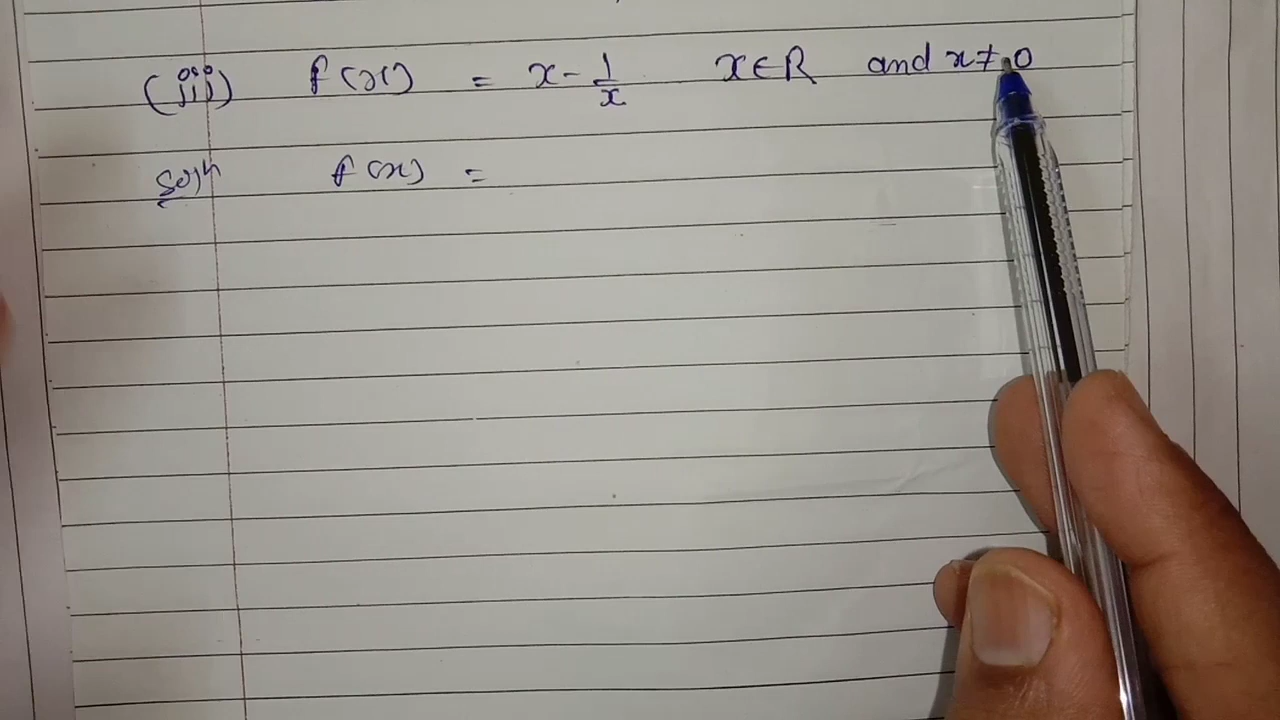 (iii) f(x) = x - 1/x x∈R and x≠0
Soln f(x) =